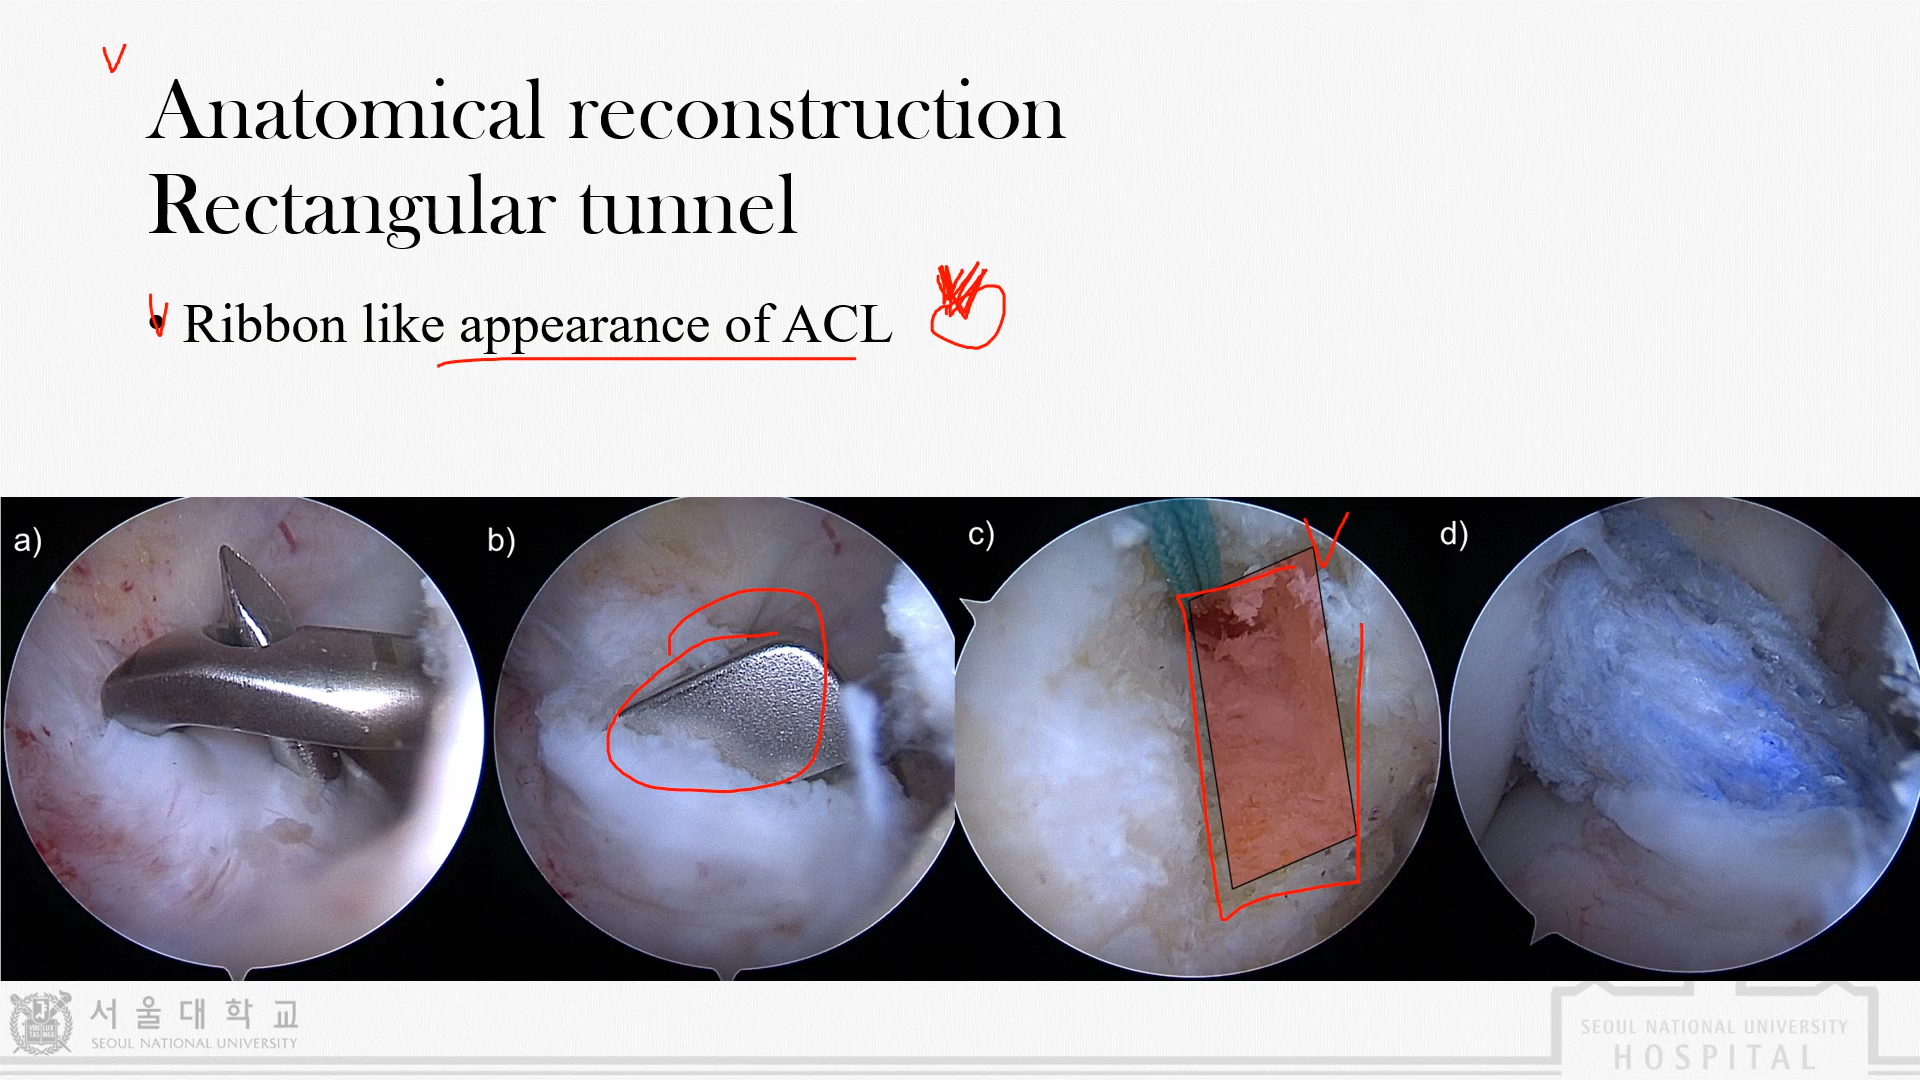 Anatomical reconstruction
Rectangular tunnel
• Ribbon like appearance of ACL
a)
b)
c)
d)
서울대학교
SEOUL NATIONAL UNIVERSITY
SEOUL NATIONAL UNIVERSITY
HOSPITAL